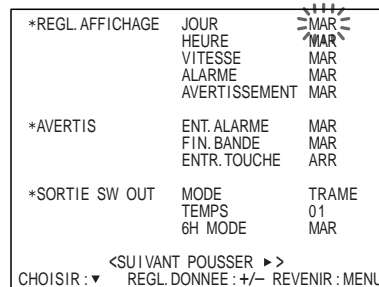 *REGL.AFFICHAGE JOUR MAR
HEURE MAR
VITESSE MAR
ALARME MAR
AVERTISSEMENT MAR
*AVERTIS ENT.ALARME MAR
FIN.BANDE MAR
ENTR.TOUCHE ARR
*SORTIE SW OUT MODE TRAME
TEMPS 01
6H MODE MAR
<SUIVANT POUSSER ►>
CHOISIR:▼ REGL.DONNEE:+/– REVENIR:MENU